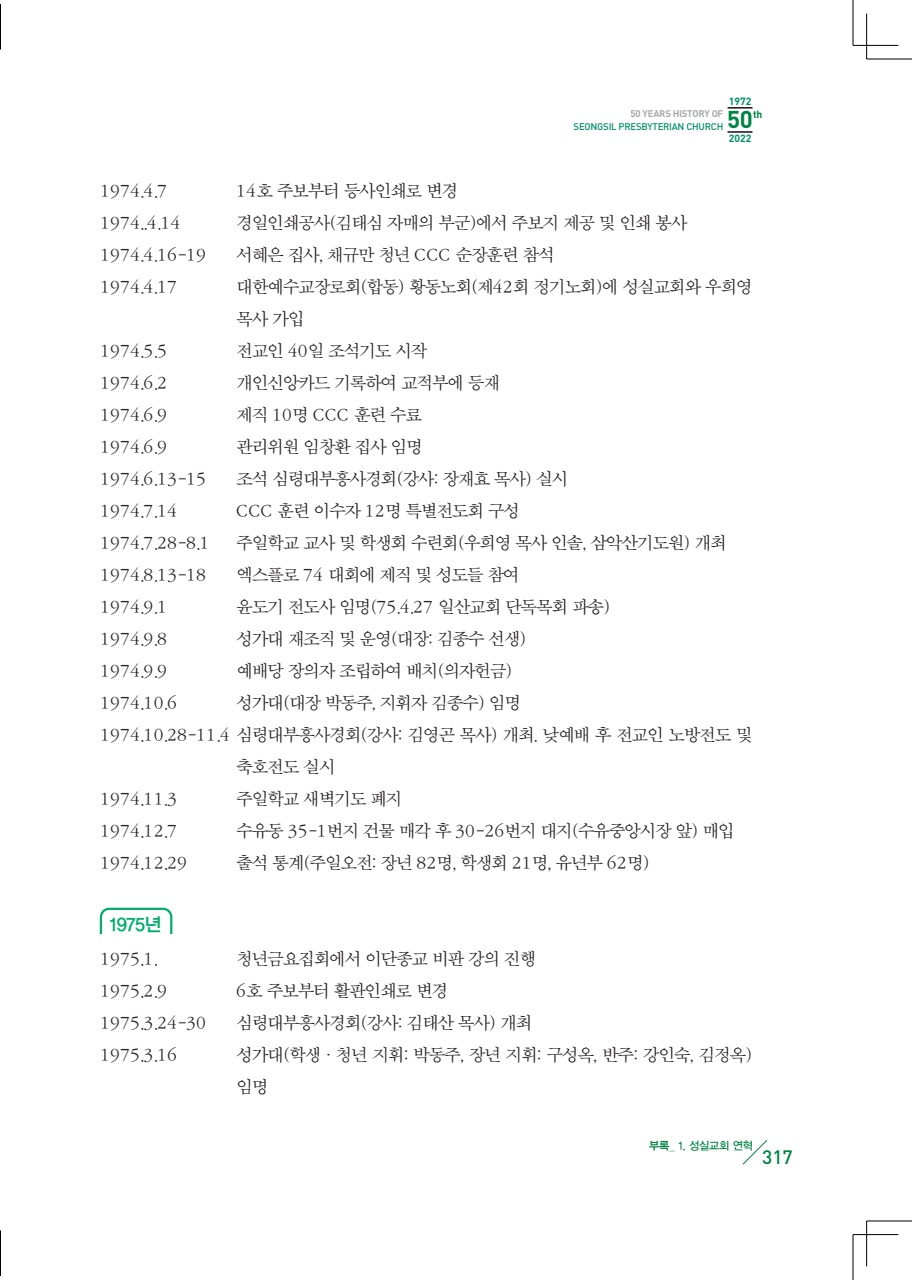 1972
50 YEARS HISTORY OF
50th
SEONGSIL PRESBYTERIAN CHURCH
2022
1974.4.7 14호 주보부터 등사인쇄로 변경
1974..4.14 경일인쇄공사(김태심 자매의 부군)에서 주보지 제공 및 인쇄 봉사
1974.4.16-19 서혜은 집사, 채규만 청년 CCC 순장훈련 참석
1974.4.17 대한예수교장로회(합동) 황동노회(제42회 정기노회)에 성실교회와 우희영
목사 가입
1974.5.5 전교인 40일 조석기도 시작
1974.6.2 개인신앙카드 기록하여 교적부에 등재
1974.6.9 제직 10명 CCC 훈련 수료
1974.6.9 관리위원 임창환 집사 임명
1974.6.13-15 조석 심령대부흥사경회(강사: 장재효 목사) 실시
1974.7.14 CCC 훈련 이수자 12명 특별전도회 구성
1974.7.28-8.1 주일학교 교사 및 학생회 수련회(우희영 목사 인솔, 삼악산기도원) 개최
1974.8.13-18 엑스플로 74 대회에 제직 및 성도들 참여
1974.9.1 윤도기 전도사 임명(75.4.27 일산교회 단독목회 파송)
1974.9.8 성가대 재조직 및 운영(대장: 김종수 선생)
1974.9.9 예배당 장의자 조립하여 배치(의자헌금)
1974.10.6 성가대(대장 박동주, 지휘자 김종수) 임명
1974.10.28-11.4 심령대부흥사경회(강사: 김영곤 목사) 개최. 낮예배 후 전교인 노방전도 및
축호전도 실시
1974.11.3 주일학교 새벽기도 폐지
1974.12.7 수유동 35-1번지 건물 매각 후 30-26번지 대지(수유중앙시장 앞) 매입
1974.12.29 출석 통계(주일오전: 장년 82명, 학생회 21명, 유년부 62명)
1975년
1975.1. 청년금요집회에서 이단종교 비판 강의 진행
1975.2.9 6호 주보부터 활판인쇄로 변경
1975.3.24-30 심령대부흥사경회(강사: 김태산 목사) 개최
1975.3.16 성가대(학생 · 청년 지휘: 박동주, 장년 지휘: 구성옥, 반주: 강인숙, 김정옥)
임명
부록_ 1. 성실교회 연혁
317